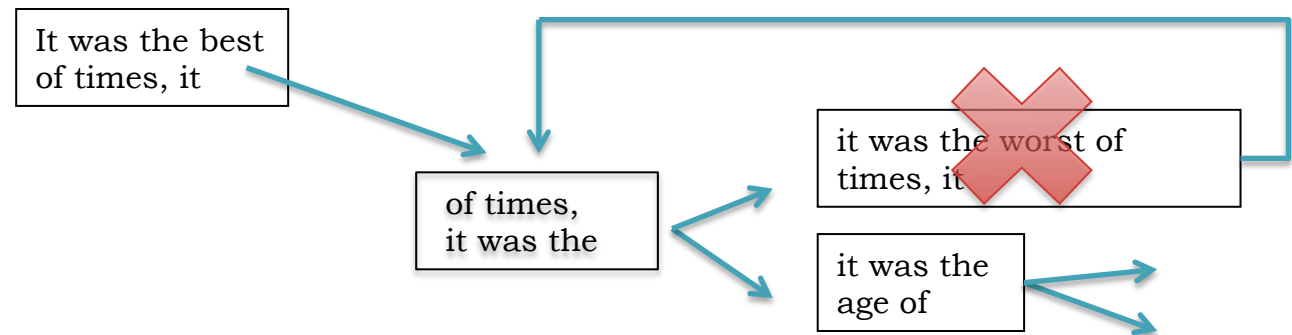 It was the best
of times, it
of times,
it was the
it was the worst of
times, it
it was the
age of